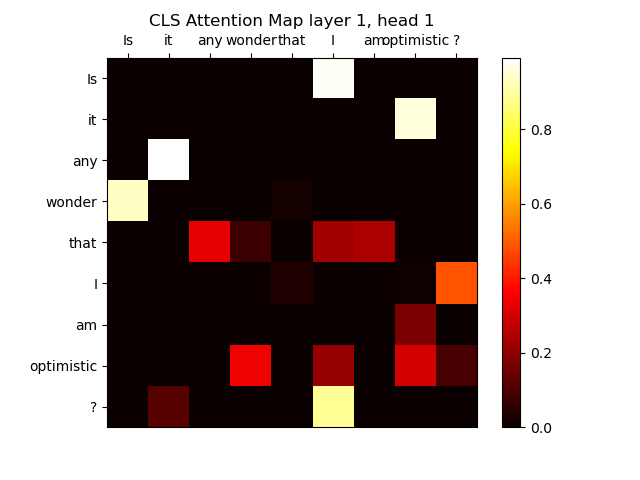 CLS Attention Map layer 1, head 1
Is it any wonder that I am optimistic ?
Is
it
any
wonder
that
I
am
optimistic
?
0.8
0.6
0.4
0.2
0.0